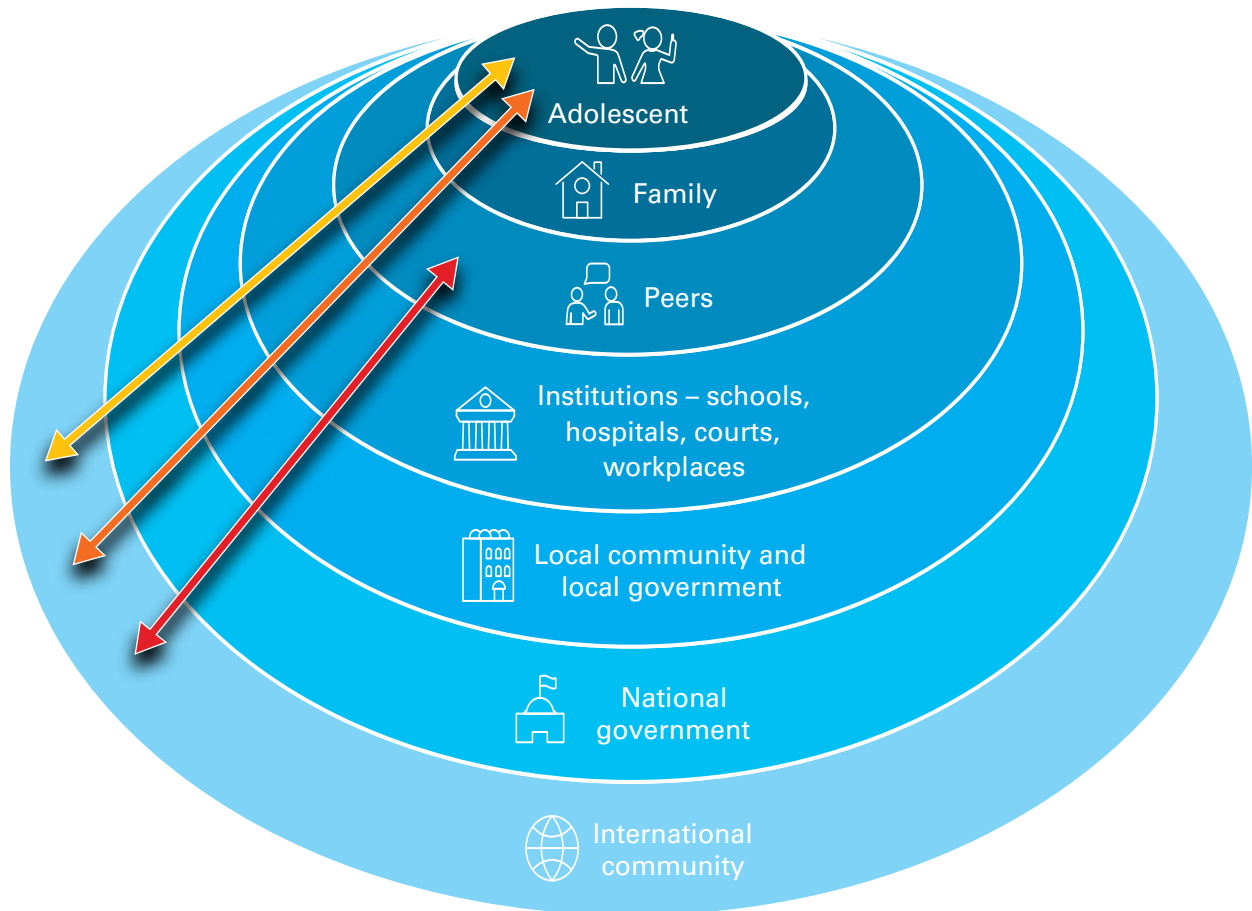 Adolescent
Family
Peers
Institutions – schools,
hospitals, courts,
workplaces
Local community and
local government
National
government
International
community